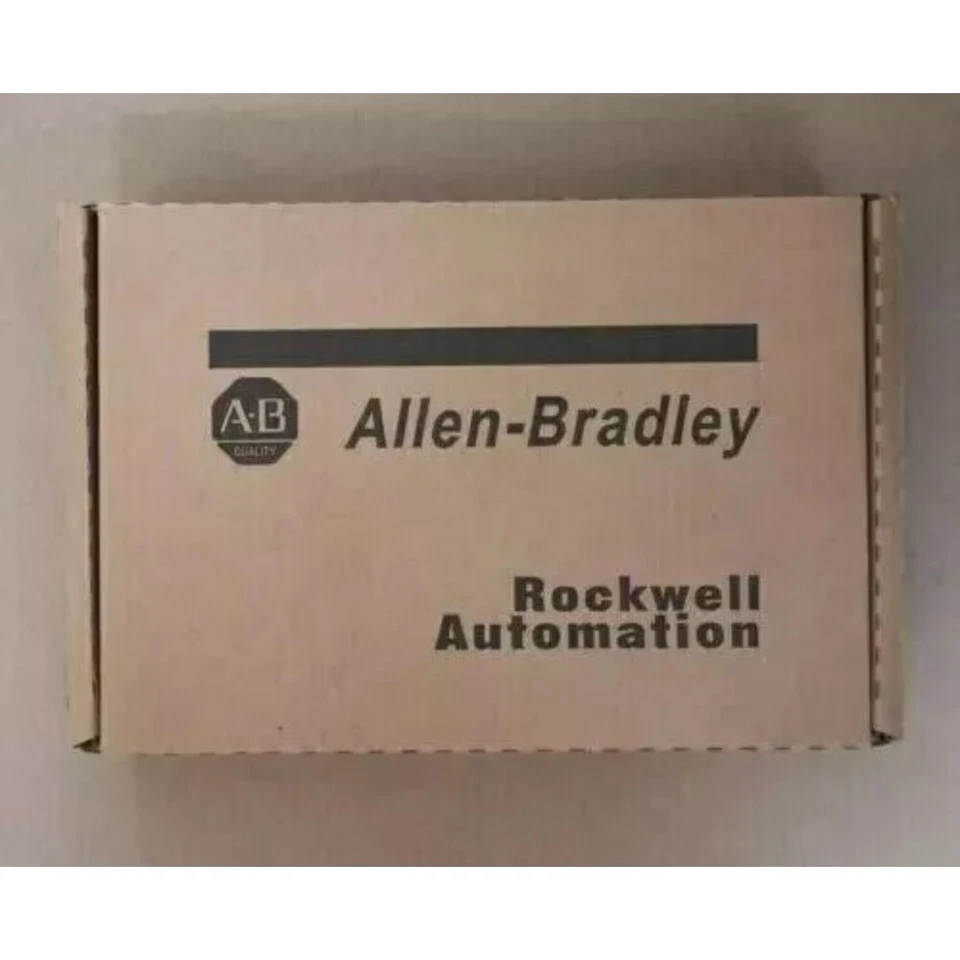 A·B
QUALITY
Allen-Bradley
Rockwell
Automation